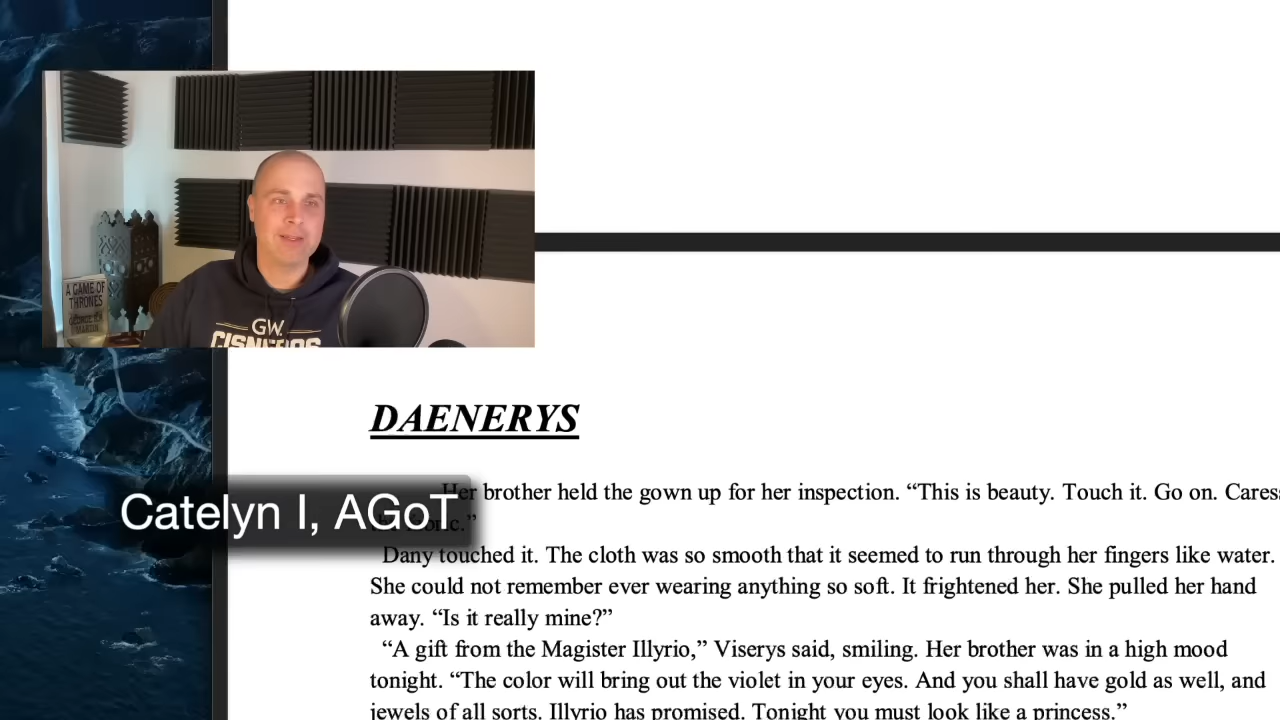 A GAME OF
THRONES
GEORGE R.R.
MARTIN
GW.
CISNEROS
DAENERYS
Catelyn I, AGoT
Her brother held the gown up for her inspection. “This is beauty. Touch it. Go on. Caress
Dany touched it. The cloth was so smooth that it seemed to run through her fingers like water.
She could not remember ever wearing anything so soft. It frightened her. She pulled her hand
away. “Is it really mine?”
“A gift from the Magister Illyrio,” Viserys said, smiling. Her brother was in a high mood
tonight. “The color will bring out the violet in your eyes. And you shall have gold as well, and
jewels of all sorts. Illyrio has promised. Tonight you must look like a princess.”